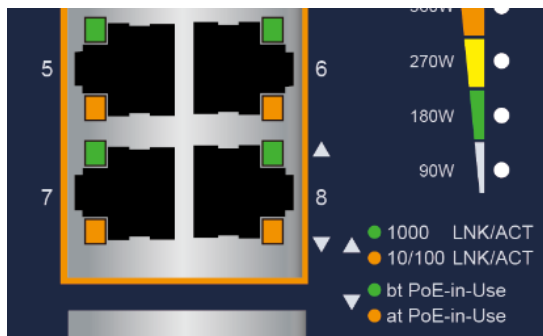 5
6
270W
180W
7
8
90W
1000 LNK/ACT
10/100 LNK/ACT
bt PoE-in-Use
at PoE-in-Use